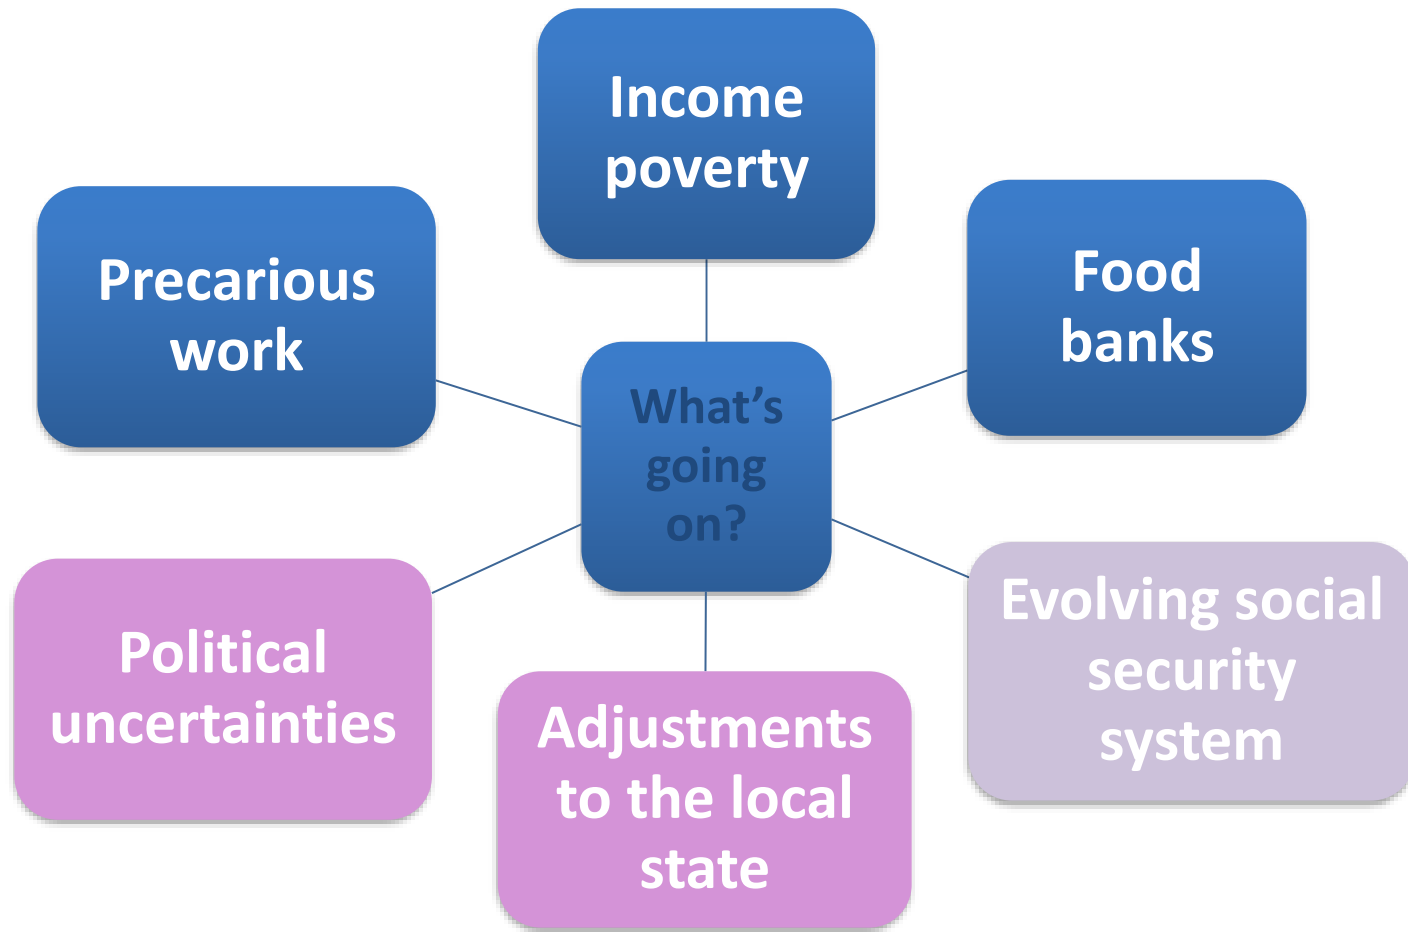 Income
poverty
Precarious
work
Food
banks
What’s
going
on?
Political
uncertainties
Evolving social
security
system
Adjustments
to the local
state